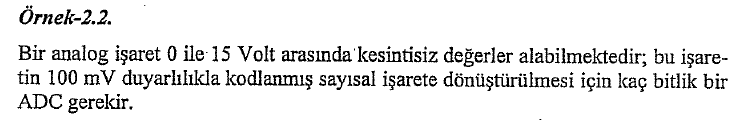 Örnek-2.2.
Bir analog işaret 0 ile 15 Volt arasında kesintisiz değerler alabilmektedir; bu işare-
tin 100 mV duyarlılıkla kodlanmış sayısal işarete dönüştürülmesi için kaç bitlik bir
ADC gerekir.